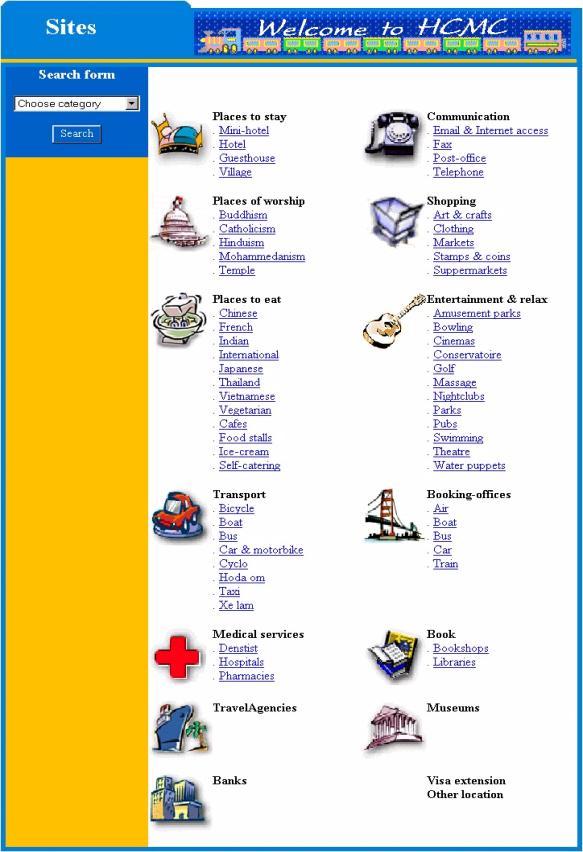 Sites
Welcome to HCMC
Search form
Choose category
Search
Places to stay
. Mini-hotel
. Hotel
. Guesthouse
. Village
Communication
. Email & Internet access
. Fax
. Post-office
. Telephone
Places of worship
. Buddhism
. Catholicism
. Hinduism
. Mohammedanism
. Temple
Shopping
. Art & crafts
. Clothing
. Markets
. Stamps & coins
. Suppermarkets
Places to eat
. Chinese
. French
. Indian
. International
. Japanese
. Thailand
. Vietnamese
. Vegetarian
. Cafes
. Food stalls
. Ice-cream
. Self-catering
Entertainment & relax
. Amusement parks
. Bowling
. Cinemas
. Conservatoire
. Golf
. Massage
. Nightclubs
. Parks
. Pubs
. Swimming
. Theatre
. Water puppets
Transport
. Bicycle
. Boat
. Bus
. Car & motorbike
. Cyclo
. Hoda om
. Taxi
. Xe lam
Booking-offices
. Air
. Boat
. Bus
. Car
. Train
Medical services
. Denstist
. Hospitals
. Pharmacies
Book
. Bookshops
. Libraries
TravelAgencies
Museums
Banks
Visa extension
Other location